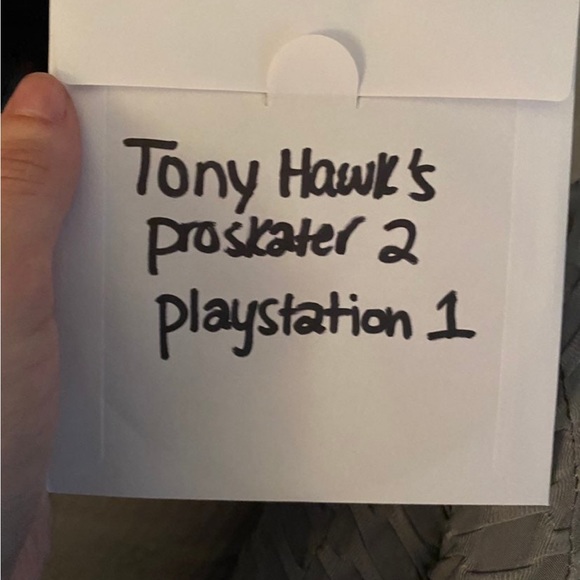 Tony Hawk's
proskater 2
playstation 1